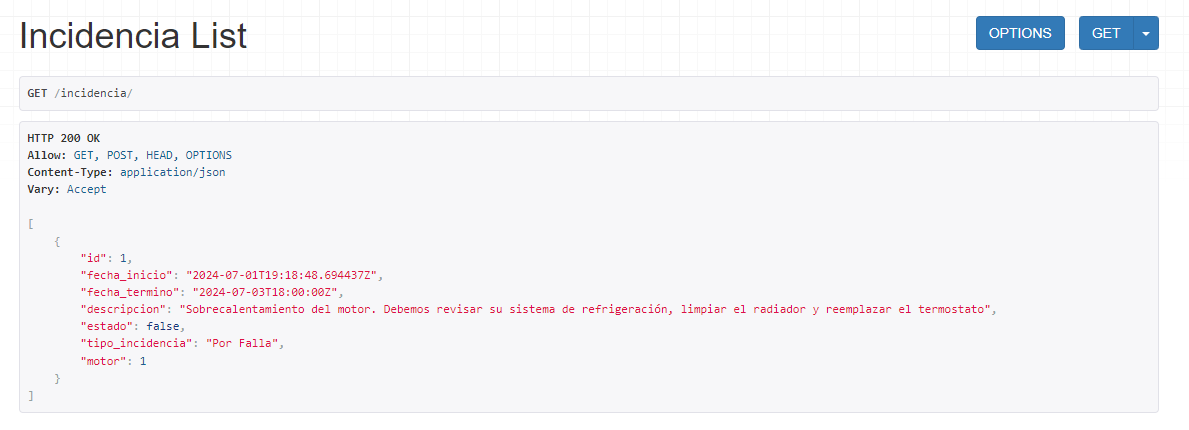 Incidencia List
OPTIONS
GET
GET /incidencia/
HTTP 200 OK
Allow: GET, POST, HEAD, OPTIONS
Content-Type: application/json
Vary: Accept
[
    {
        "id": 1,
        "fecha_inicio": "2024-07-01T19:18:48.694437Z",
        "fecha_termino": "2024-07-03T18:00:00Z",
        "descripcion": "Sobrecalentamiento del motor. Debemos revisar su sistema de refrigeración, limpiar el radiador y reemplazar el termostato",
        "estado": false,
        "tipo_incidencia": "Por Falla",
        "motor": 1
    }
]